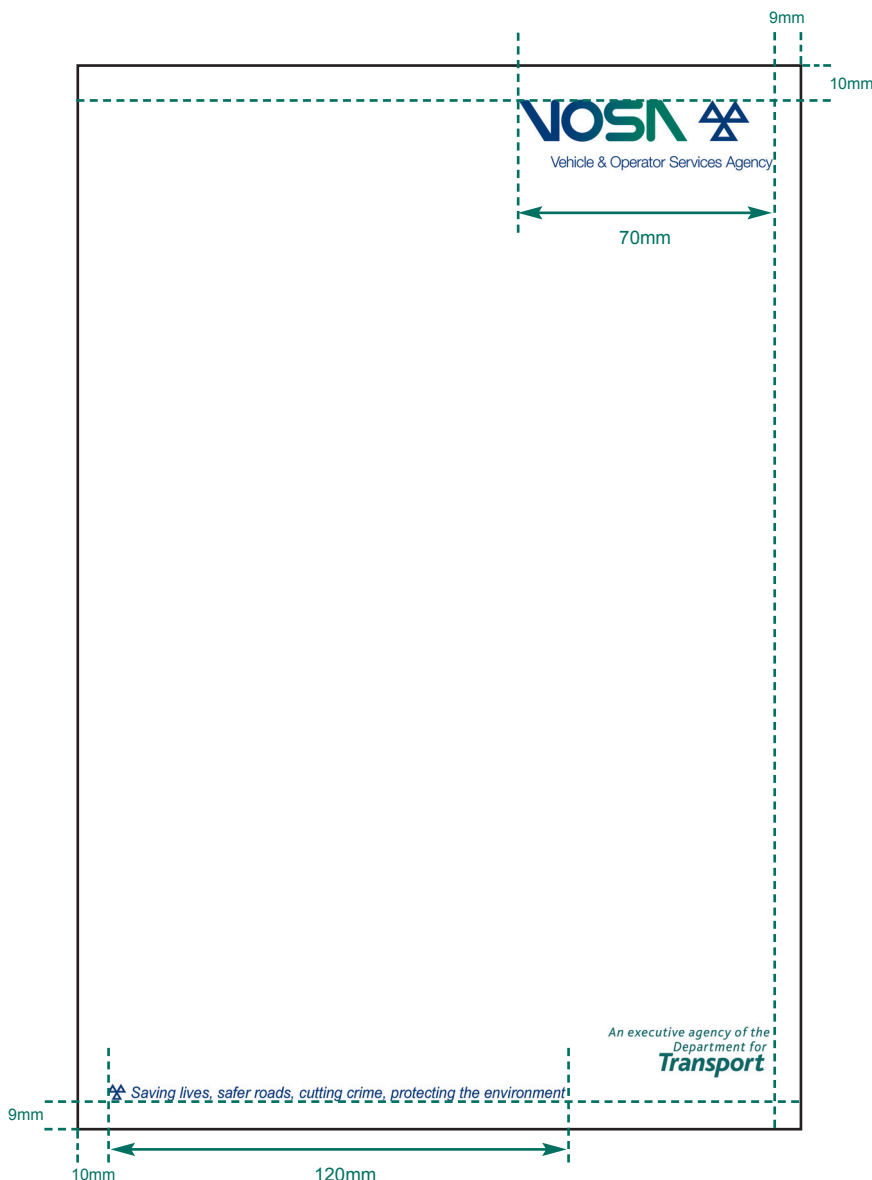 9mm
10mm
VOSA
Vehicle & Operator Services Agency
70mm
An executive agency of the
Department for
Transport
Saving lives, safer roads, cutting crime, protecting the environment
9mm
10mm
120mm